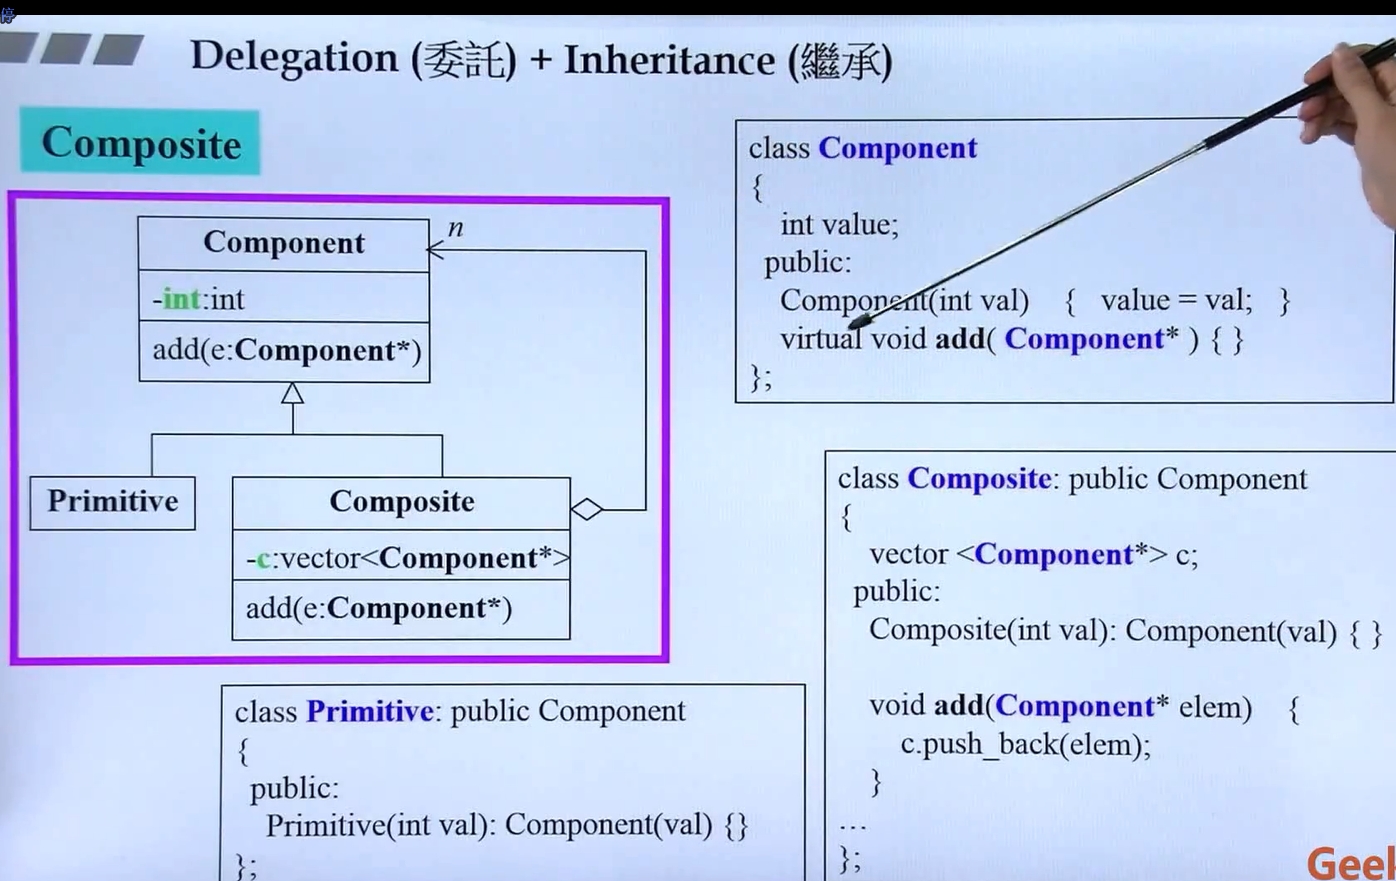 停
Delegation (委託) + Inheritance (繼承)
Composite
Component
n
-int:int
add(e:Component*)
Primitive
Composite
-c:vector<Component*>
add(e:Component*)
class Component
{
int value;
public:
Component(int val) { value = val; }
virtual void add( Component* ) { }
};
class Composite: public Component
{
vector <Component*> c;
public:
Composite(int val): Component(val) { }
void add(Component* elem) {
c.push_back(elem);
}
…
};
class Primitive: public Component
{
public:
Primitive(int val): Component(val) {}
};
Geek